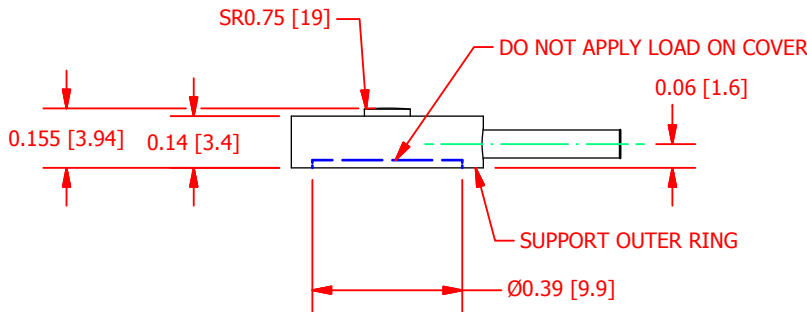 SR0.75 [19]
DO NOT APPLY LOAD ON COVER
0.06 [1.6]
0.155 [3.94]
0.14 [3.4]
SUPPORT OUTER RING
Ø0.39 [9.9]